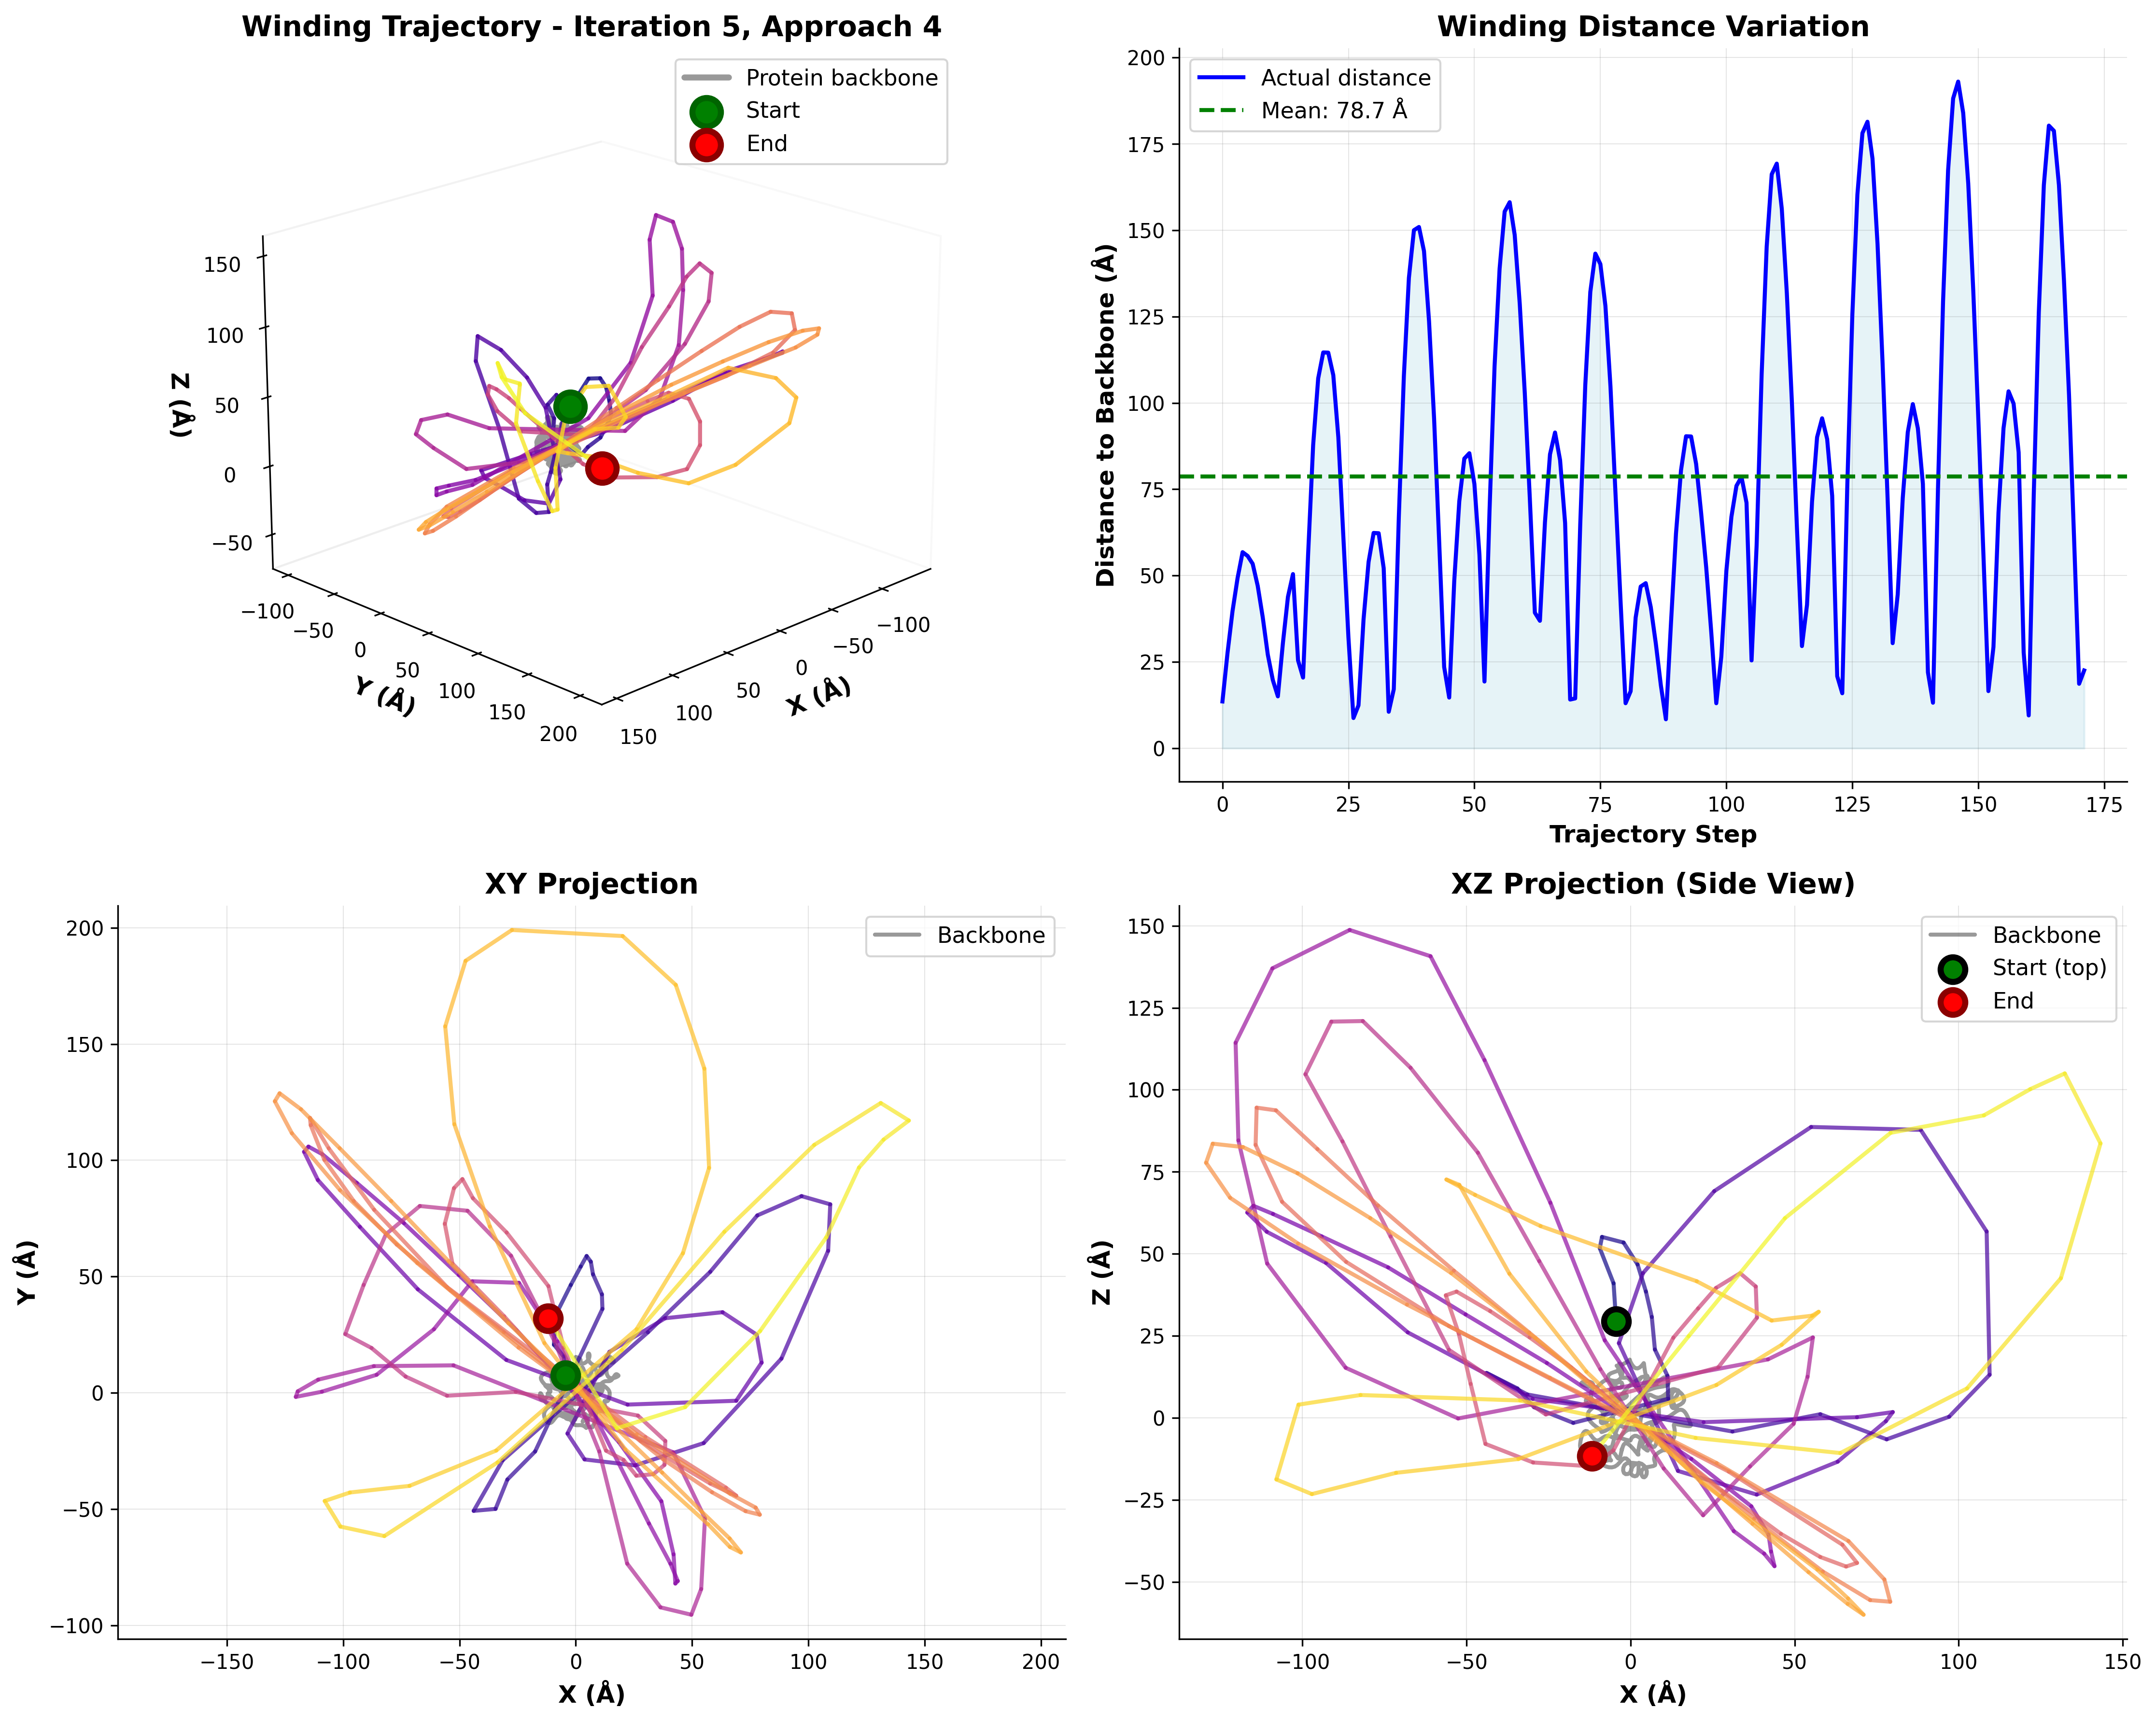 Winding Trajectory - Iteration 5, Approach 4
Protein backbone
Start
End
150
100
50
0
−50
Z (Å)
−100
−50
0
50
100
150
200
Y (Å)
150
100
50
0
−50
−100
X (Å)
Winding Distance Variation
Actual distance
Mean: 78.7 Å
200
175
150
125
100
75
50
25
0
Distance to Backbone (Å)
0
25
50
75
100
125
150
175
Trajectory Step
XY Projection
Backbone
200
150
100
50
0
−50
−100
Y (Å)
−150
−100
−50
0
50
100
150
200
X (Å)
XZ Projection (Side View)
Backbone
Start (top)
End
150
125
100
75
50
25
0
−25
−50
Z (Å)
−100
−50
0
50
100
150
X (Å)